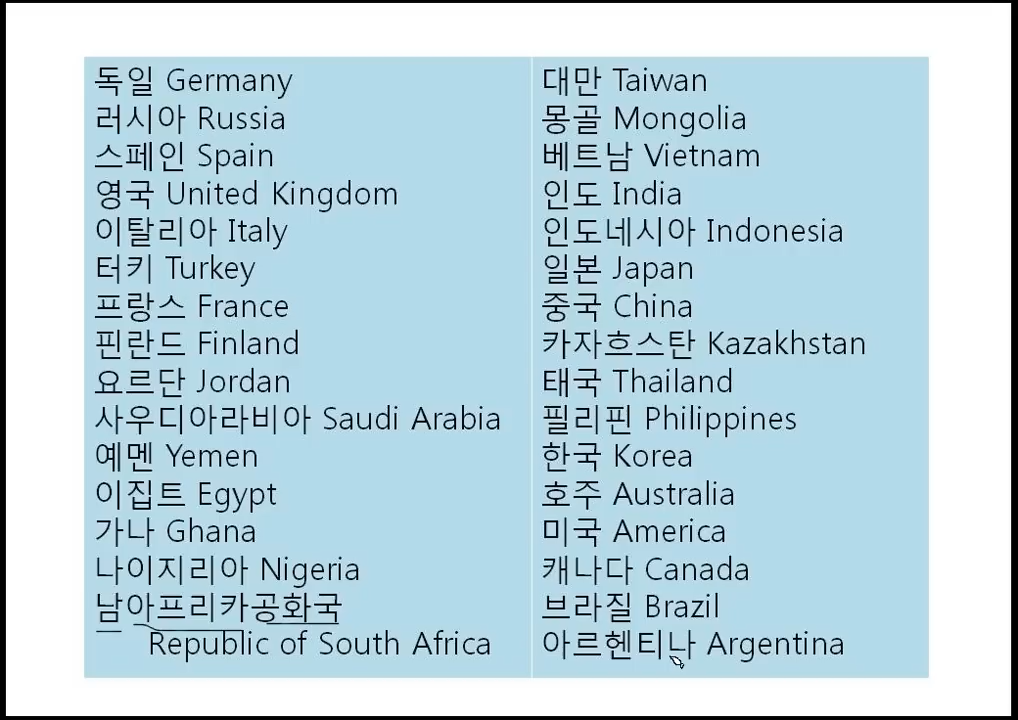 독일 Germany
러시아 Russia
스페인 Spain
영국 United Kingdom
이탈리아 Italy
터키 Turkey
프랑스 France
핀란드 Finland
요르단 Jordan
사우디아라비아 Saudi Arabia
예멘 Yemen
이집트 Egypt
가나 Ghana
나이지리아 Nigeria
남아프리카공화국
Republic of South Africa
대만 Taiwan
몽골 Mongolia
베트남 Vietnam
인도 India
인도네시아 Indonesia
일본 Japan
중국 China
카자흐스탄 Kazakhstan
태국 Thailand
필리핀 Philippines
한국 Korea
호주 Australia
미국 America
캐나다 Canada
브라질 Brazil
아르헨티나 Argentina